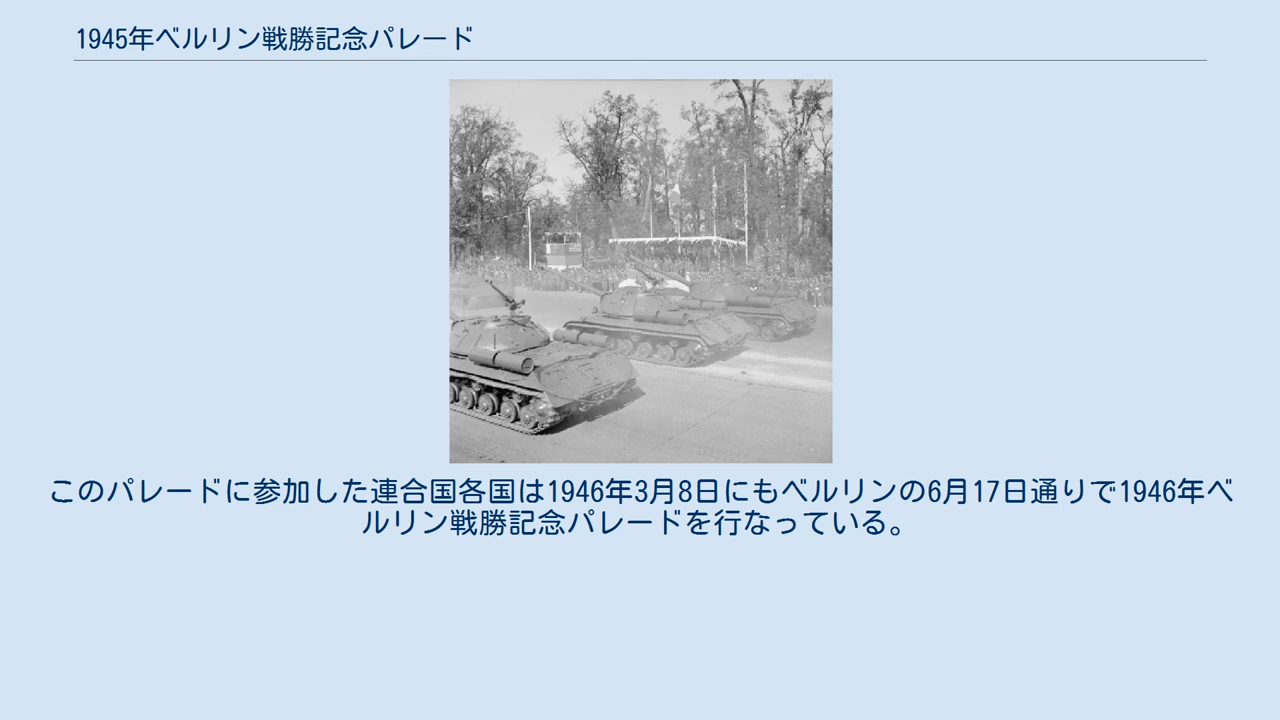 1945年ベルリン戦勝記念パレード
このパレードに参加した連合国各国は1946年3月8日にもベルリンの6月17日通りで1946年ベ
ルリン戦勝記念パレードを行なっている。